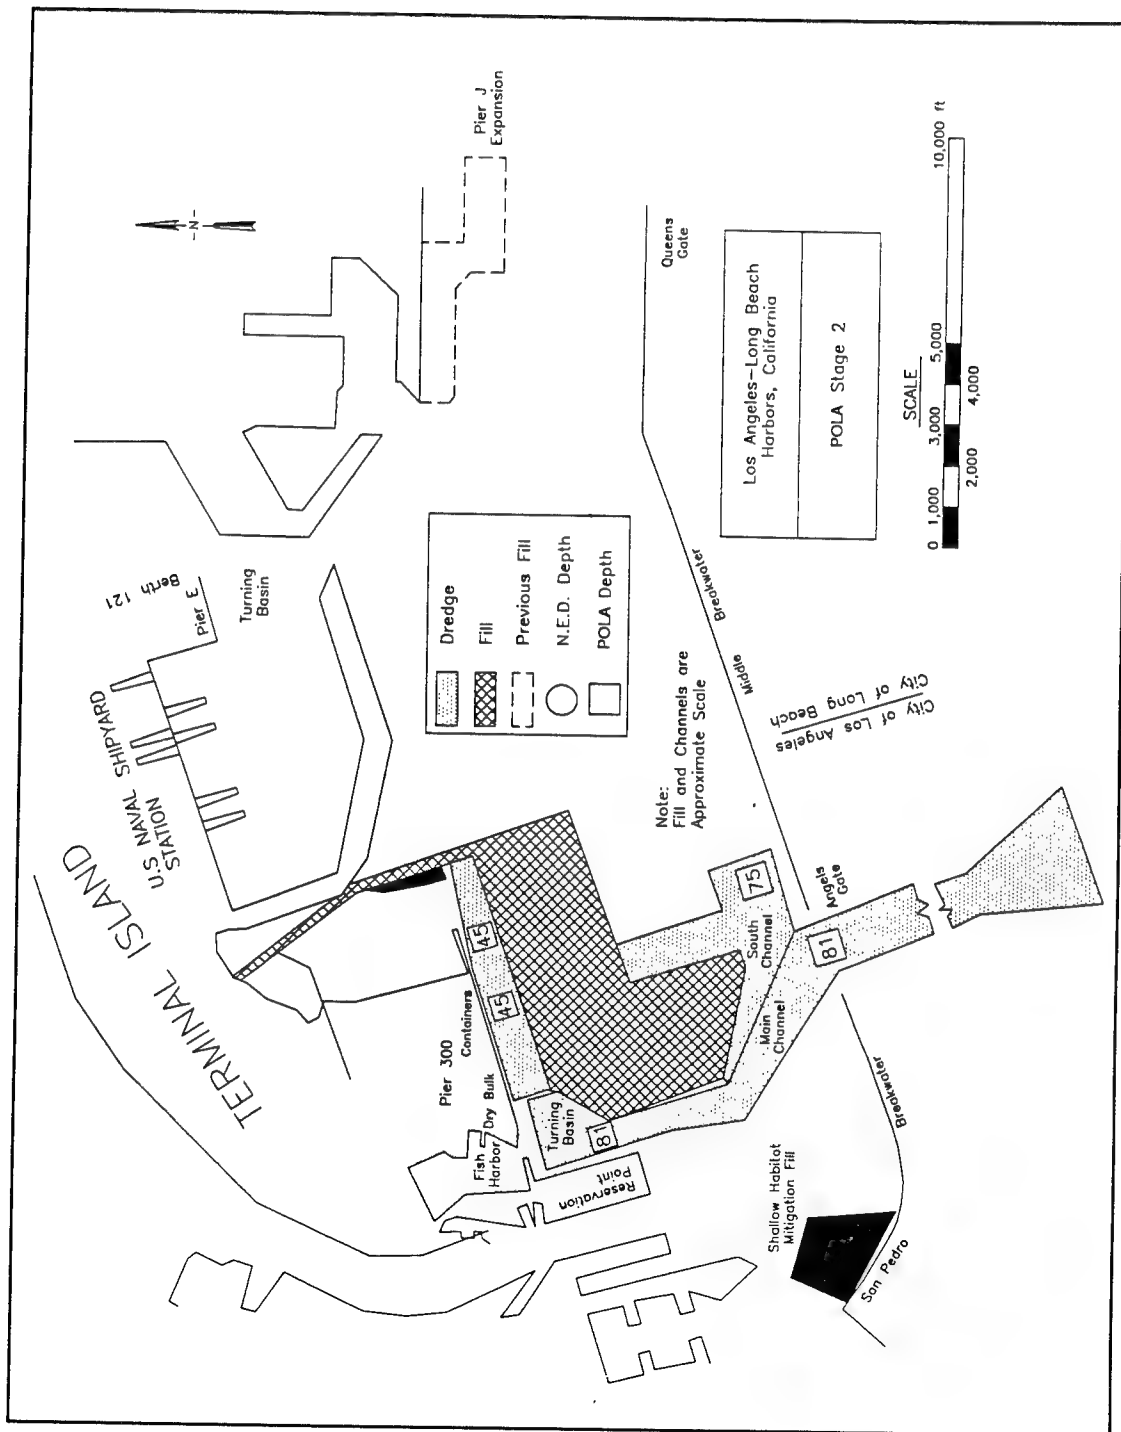 TERMINAL ISLAND
U.S NAVAL SHIPYARD
STATION
Pier E
Berth 121
Turning
Basin
-N-
Pier J
Expansion
Pier 300
Containers
Dry Bulk
Fish
Harbor
Turning
Basin
Reservation
Point
45
45
81
75
81
South
Channel
Main
Channel
Angels
Gate
Shallow Habitat
Mitigation Fill
San Pedro
Breakwater
Middle
Breakwater
Queens
Gate
City of Los Angeles
City of Long Beach
Note:
Fill and Channels are
Approximate Scale
Dredge
Fill
Previous Fill
N.E.D. Depth
POLA Depth
Los Angeles-Long Beach
Harbors, California
POLA Stage 2
SCALE
0 1,000 3,000 5,000 10,000 ft
2,000 4,000